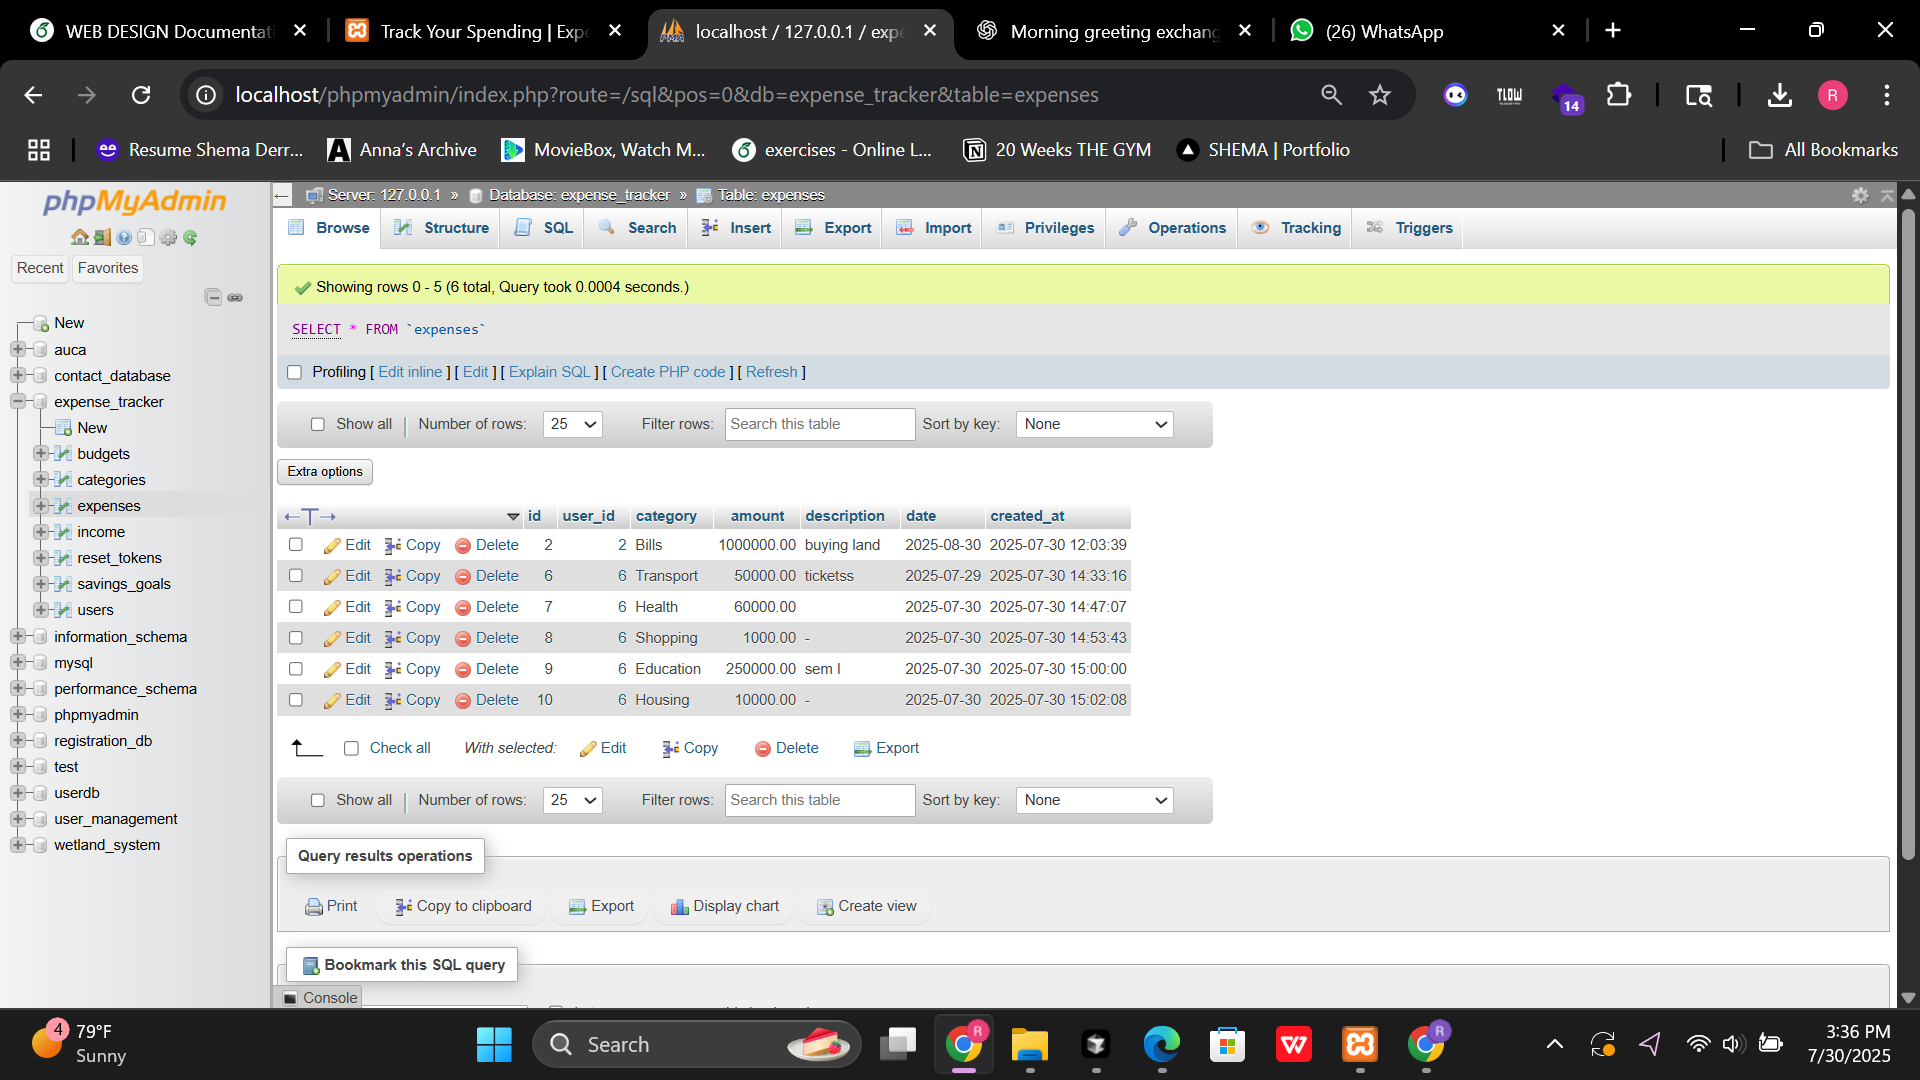 WEB DESIGN Documentati
Track Your Spending | Expe
localhost / 127.0.0.1 / expe
Morning greeting exchang
(26) WhatsApp
localhost/phpmyadmin/index.php?route=/sql&pos=0&db=expense_tracker&table=expenses
TLOW
14
R
Resume Shema Derr...
Anna's Archive
MovieBox, Watch M...
exercises - Online L...
20 Weeks THE GYM
SHEMA | Portfolio
All Bookmarks
phpMyAdmin
Recent
Favorites
New
auca
contact_database
expense_tracker
New
budgets
categories
expenses
income
reset_tokens
savings_goals
users
information_schema
mysql
performance_schema
phpmyadmin
registration_db
test
userdb
user_management
wetland_system
Server: 127.0.0.1 » Database: expense_tracker » Table: expenses
Browse Structure SQL Search Insert Export Import Privileges Operations Tracking Triggers
Showing rows 0 - 5 (6 total, Query took 0.0004 seconds.)
SELECT * FROM `expenses`
Profiling [ Edit inline ] [ Edit ] [ Explain SQL ] [ Create PHP code ] [ Refresh ]
Show all | Number of rows: 25 Filter rows: Search this table Sort by key: None
Extra options
←T→ id user_id category amount description date created_at
Edit Copy Delete 2 2 Bills 1000000.00 buying land 2025-08-30 2025-07-30 12:03:39
Edit Copy Delete 6 6 Transport 50000.00 ticketss 2025-07-29 2025-07-30 14:33:16
Edit Copy Delete 7 6 Health 60000.00 2025-07-30 2025-07-30 14:47:07
Edit Copy Delete 8 6 Shopping 1000.00 - 2025-07-30 2025-07-30 14:53:43
Edit Copy Delete 9 6 Education 250000.00 sem I 2025-07-30 2025-07-30 15:00:00
Edit Copy Delete 10 6 Housing 10000.00 - 2025-07-30 2025-07-30 15:02:08
Check all With selected: Edit Copy Delete Export
Show all | Number of rows: 25 Filter rows: Search this table Sort by key: None
Query results operations
Print Copy to clipboard Export Display chart Create view
Bookmark this SQL query
Console
4
79°F
Sunny
Search
R
R
3:36 PM
7/30/2025